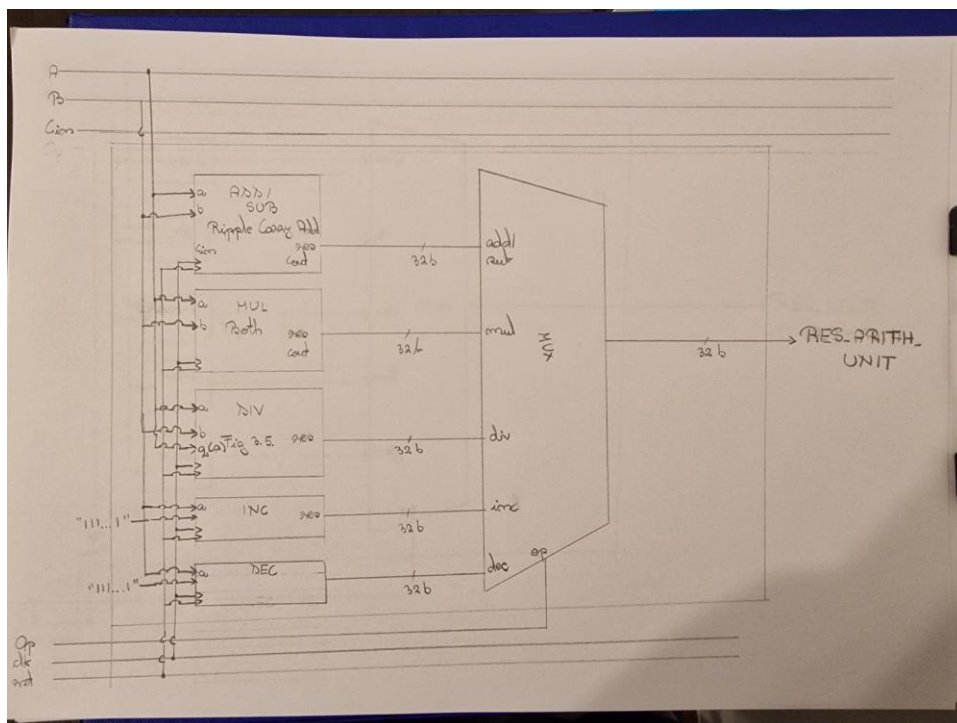 A
B
Cin
a ADD/
b SUB
Ripple Carry Add
cin res
Cout
32b
add/
sut
a MUL
b Both
res
cout
32b
mul
MUX
32b
RES_ARITH_
UNIT
a DIV
b res
q(a) Fig 3.5.
32b
div
a INC
res
"111...1"
32b
inc
op
a DEC
"111...1"
32b
dec
Op
clk
rst